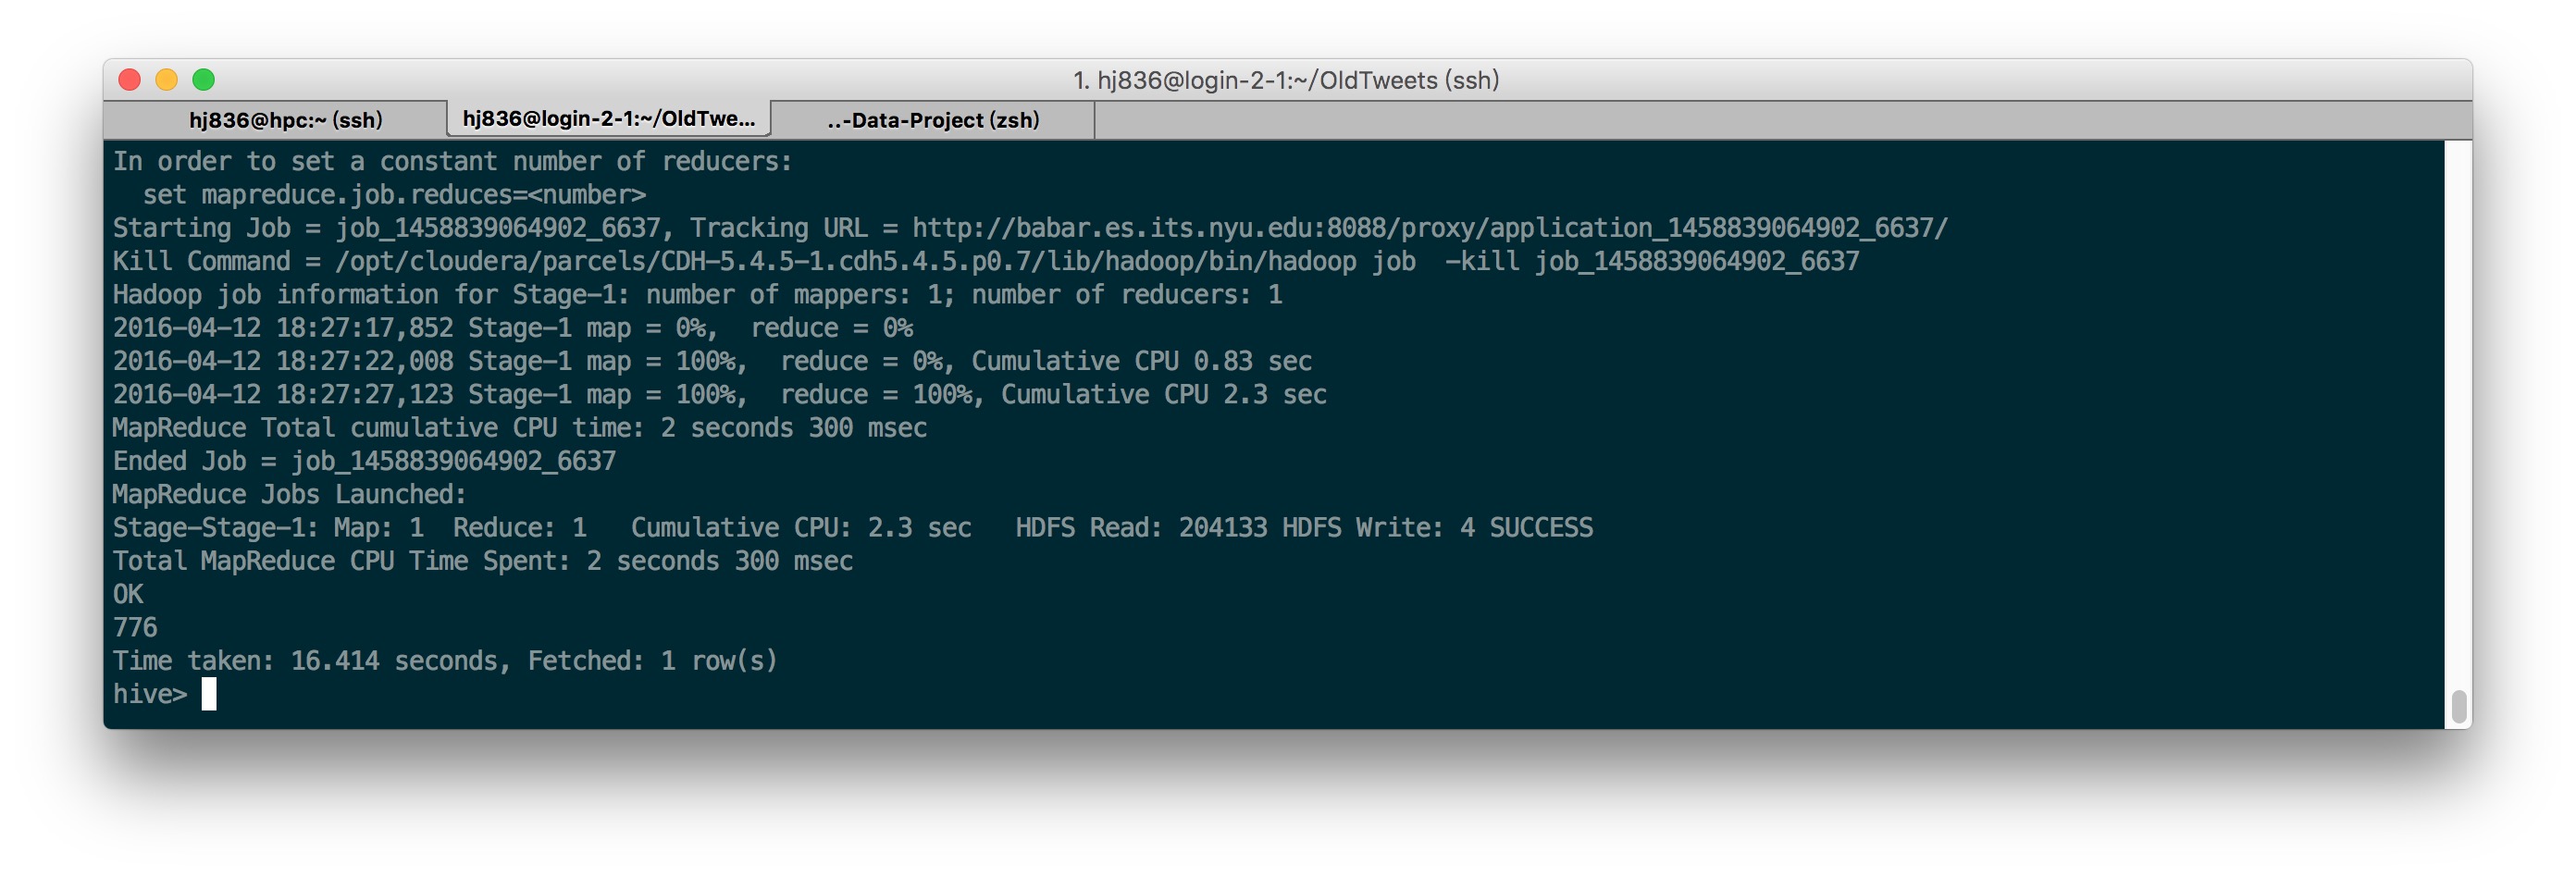 1. hj836@login-2-1:~/OldTweets (ssh)
hj836@hpc:~ (ssh) hj836@login-2-1:~/OldTwe... ..-Data-Project (zsh)
In order to set a constant number of reducers:
  set mapreduce.job.reduces=<number>
Starting Job = job_1458839064902_6637, Tracking URL = http://babar.es.its.nyu.edu:8088/proxy/application_1458839064902_6637/
Kill Command = /opt/cloudera/parcels/CDH-5.4.5-1.cdh5.4.5.p0.7/lib/hadoop/bin/hadoop job  -kill job_1458839064902_6637
Hadoop job information for Stage-1: number of mappers: 1; number of reducers: 1
2016-04-12 18:27:17,852 Stage-1 map = 0%,  reduce = 0%
2016-04-12 18:27:22,008 Stage-1 map = 100%,  reduce = 0%, Cumulative CPU 0.83 sec
2016-04-12 18:27:27,123 Stage-1 map = 100%,  reduce = 100%, Cumulative CPU 2.3 sec
MapReduce Total cumulative CPU time: 2 seconds 300 msec
Ended Job = job_1458839064902_6637
MapReduce Jobs Launched:
Stage-Stage-1: Map: 1  Reduce: 1   Cumulative CPU: 2.3 sec   HDFS Read: 204133 HDFS Write: 4 SUCCESS
Total MapReduce CPU Time Spent: 2 seconds 300 msec
OK
776
Time taken: 16.414 seconds, Fetched: 1 row(s)
hive>